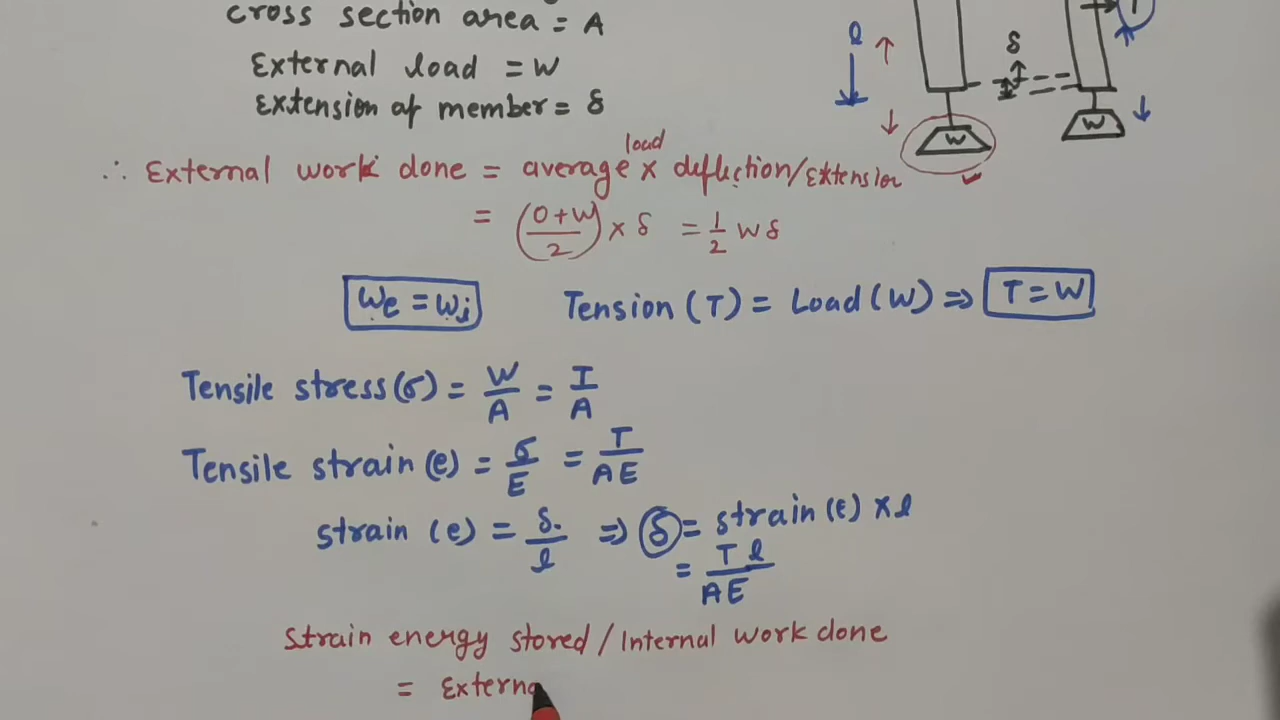 cross section area = A
External load = W
Extension of member = δ
l
δ
W
W
∴ External work done = average load × deflection/Extension
= (0+W/2) × δ = 1/2 W δ
We = Wi
Tension (T) = Load (W) ⇒ T = W
Tensile stress (σ) = W/A = T/A
Tensile strain (e) = σ/E = T/AE
strain (e) = δ/l ⇒ δ = strain (e) × l
= Tl/AE
Strain energy stored / Internal work done
= Externa